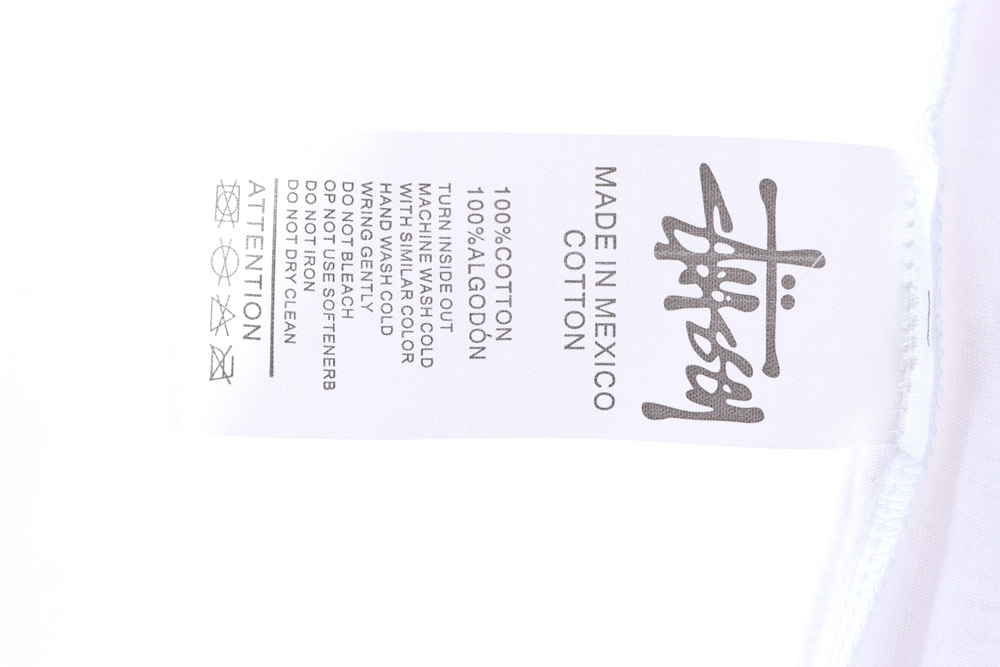 Stüssy
MADE IN MEXICO
COTTON
100%COTTON
100%ALGODÓN
TURN INSIDE OUT
MACHINE WASH COLD
WITH SIMILAR COLOR
HAND WASH COLD
WRING GENTLY
DO NOT BLEACH
OP NOT USE SOFTENERB
DO NOT IRON
DO NOT DRY CLEAN
ATTENTION